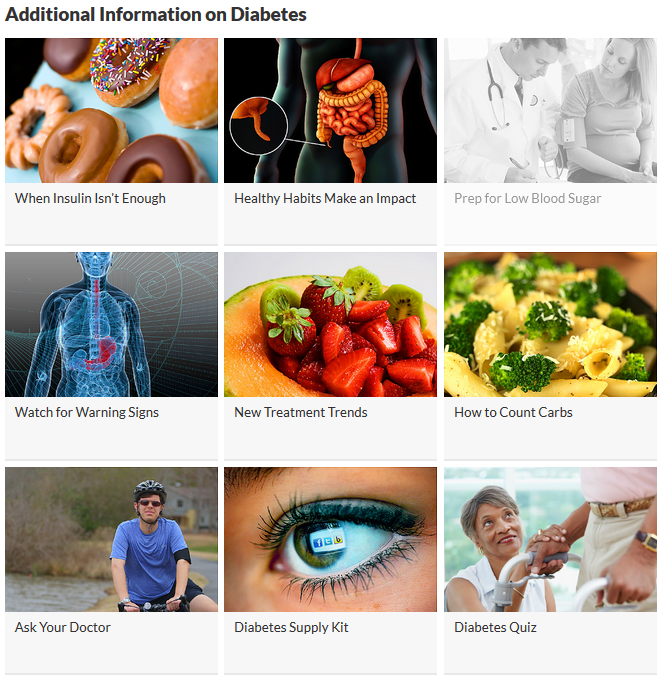 Additional Information on Diabetes
When Insulin Isn't Enough
Healthy Habits Make an Impact
Prep for Low Blood Sugar
Watch for Warning Signs
New Treatment Trends
How to Count Carbs
f t b
Ask Your Doctor
Diabetes Supply Kit
Diabetes Quiz